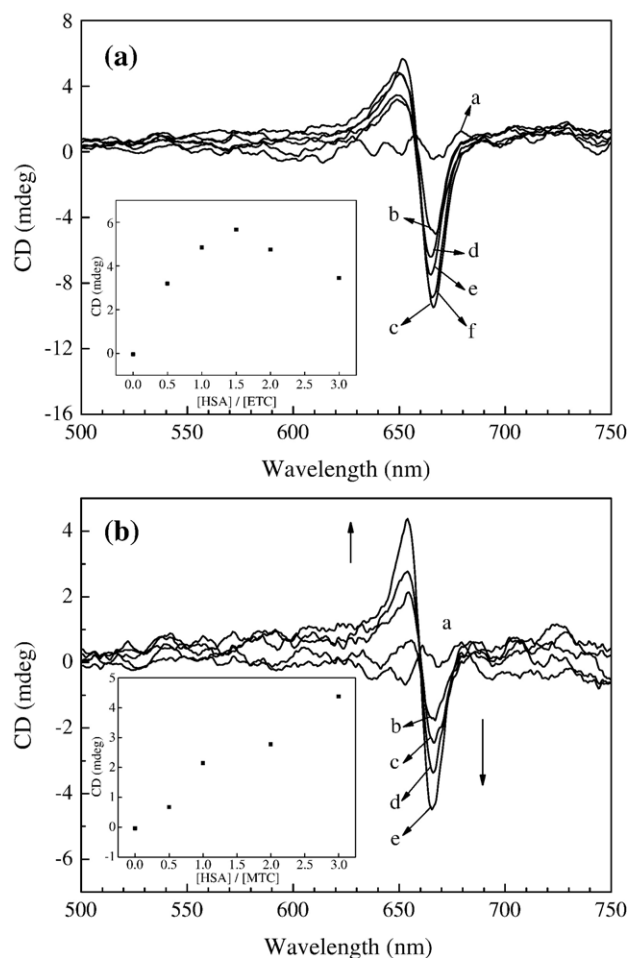 (a)
8
4
0
-4
-8
-12
-16
CD (mdeg)
a
b
d
e
c
f
6
4
2
0
CD (mdeg)
0.0 0.5 1.0 1.5 2.0 2.5 3.0
[HSA] / [ETC]
500 550 600 650 700 750
Wavelength (nm)
(b)
4
2
0
-2
-4
-6
CD (mdeg)
a
b
c
d
e
5
4
3
2
1
0
-1
CD (mdeg)
0.0 0.5 1.0 1.5 2.0 2.5 3.0
[HSA] / [MTC]
500 550 600 650 700 750
Wavelength (nm)